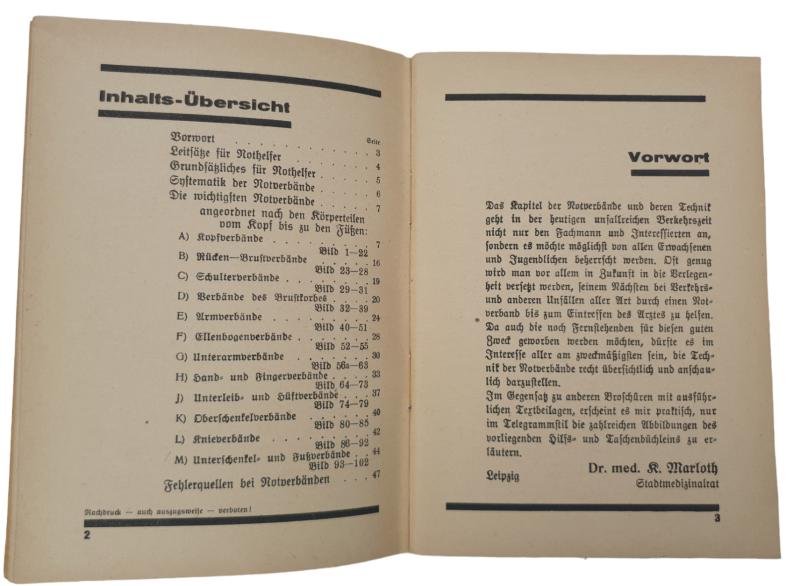 Inhalts-Übersicht
Seite
Vorwort . . . . . . . . . . . 3
Leitsätze für Nothelfer . . . . . . 4
Grundsätzliches für Nothelfer . . . . 5
Systematik der Notverbände . . . . . 6
Die wichtigsten Notverbände . . . . . 7
angeordnet nach den Körperteilen
vom Kopf bis zu den Füßen:
A) Kopfverbände . . . . . . . . 7
Bild 1—22
B) Rücken—Brustverbände . . . . . 16
Bild 23—28
C) Schulterverbände . . . . . . . 19
Bild 29—31
D) Verbände des Brustkorbes . . . . 20
Bild 32—39
E) Armverbände . . . . . . . . 24
Bild 40—51
F) Ellenbogenverbände . . . . . . 28
Bild 52—55
G) Unterarmverbände . . . . . . 30
Bild 56a—63
H) Hand- und Fingerverbände . . . . 33
Bild 64—73
J) Unterleib- und Hüftverbände . . . 37
Bild 74—79
K) Oberschenkelverbände . . . . . 40
Bild 80—85
L) Knieverbände . . . . . . . . 42
Bild 86—92
M) Unterschenkel- und Fußverbände . . 44
Bild 93—102
Fehlerquellen bei Notverbänden . . . 47
Nachdruck — auch auszugsweise — verboten!
2
Vorwort
Das Kapitel der Notverbände und deren Technik
geht in der heutigen unfallreichen Verkehrszeit
nicht nur den Fachmann und Interessierten an,
sondern es möchte möglichst von allen Erwachsenen
und Jugendlichen beherrscht werden. Oft genug
wird man vor allem in Zukunft in die Verlegen-
heit versetzt werden, seinem Nächsten bei Verkehrs-
und anderen Unfällen aller Art durch einen Not-
verband bis zum Eintreffen des Arztes zu helfen.
Da auch die noch Fernstehenden für diesen guten
Zweck geworben werden möchten, dürfte es im
Interesse aller am zweckmäßigsten sein, die Tech-
nik der Notverbände recht übersichtlich und anschau-
lich darzustellen.
Im Gegensatz zu anderen Broschüren mit ausführ-
lichen Textbeilagen, erscheint es mir praktisch, nur
im Telegrammstil die zahlreichen Abbildungen des
vorliegenden Hilfs- und Taschenbüchleins zu er-
läutern.
Leipzig
Dr. med. K. Marloth
Stadtmedizinalrat
3